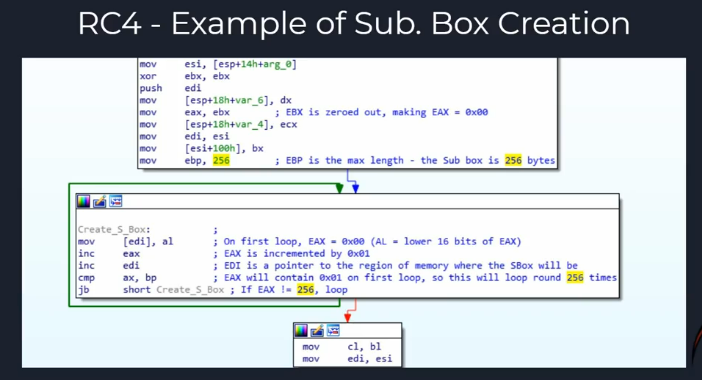 RC4 - Example of Sub. Box Creation
mov esi, [esp+14h+arg_0]
xor ebx, ebx
push edi
mov [esp+18h+var_6], dx
mov eax, ebx ; EBX is zeroed out, making EAX = 0x00
mov [esp+18h+var_4], ecx
mov edi, esi
mov [esi+100h], bx
mov ebp, 256 ; EBP is the max length - the Sub box is 256 bytes
Create_S_Box: ;
mov [edi], al ; On first loop, EAX = 0x00 (AL = lower 16 bits of EAX)
inc eax ; EAX is incremented by 0x01
inc edi ; EDI is a pointer to the region of memory where the SBox will be
cmp ax, bp ; EAX will contain 0x01 on first loop, so this will loop round 256 times
jb short Create_S_Box ; If EAX != 256, loop
mov cl, bl
mov edi, esi